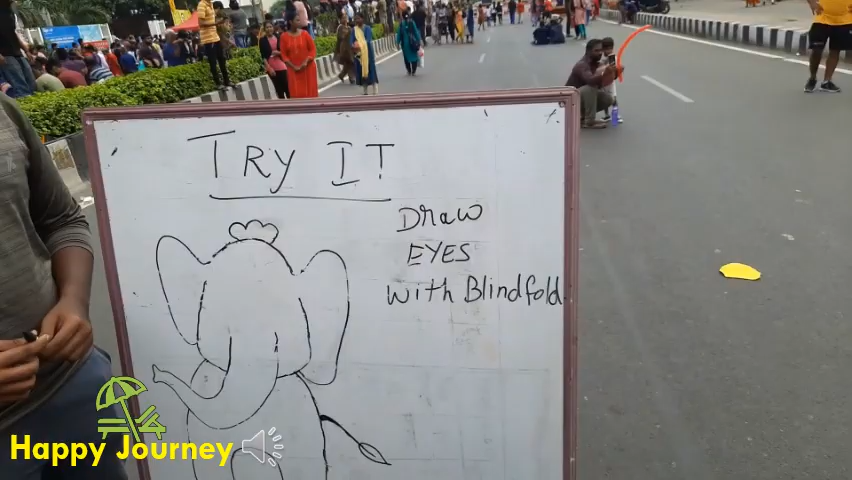 TRY IT
Draw
EYES
with Blindfold
Happy Journey